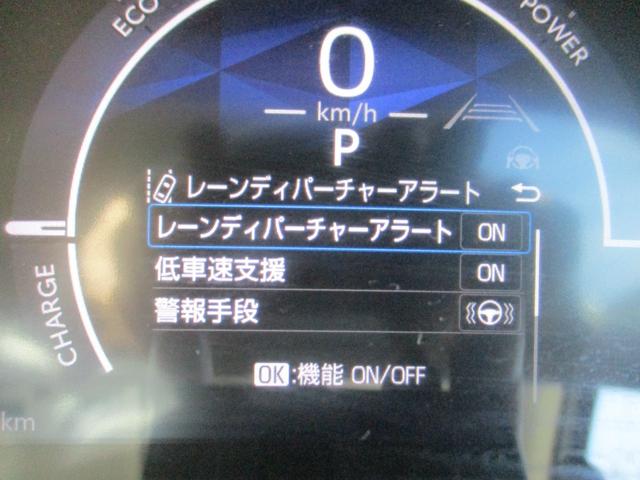 ECO
POWER
0
km/h
P
レーンディパーチャーアラート
レーンディパーチャーアラート ON
低車速支援 ON
警報手段
OK:機能 ON/OFF
CHARGE
km